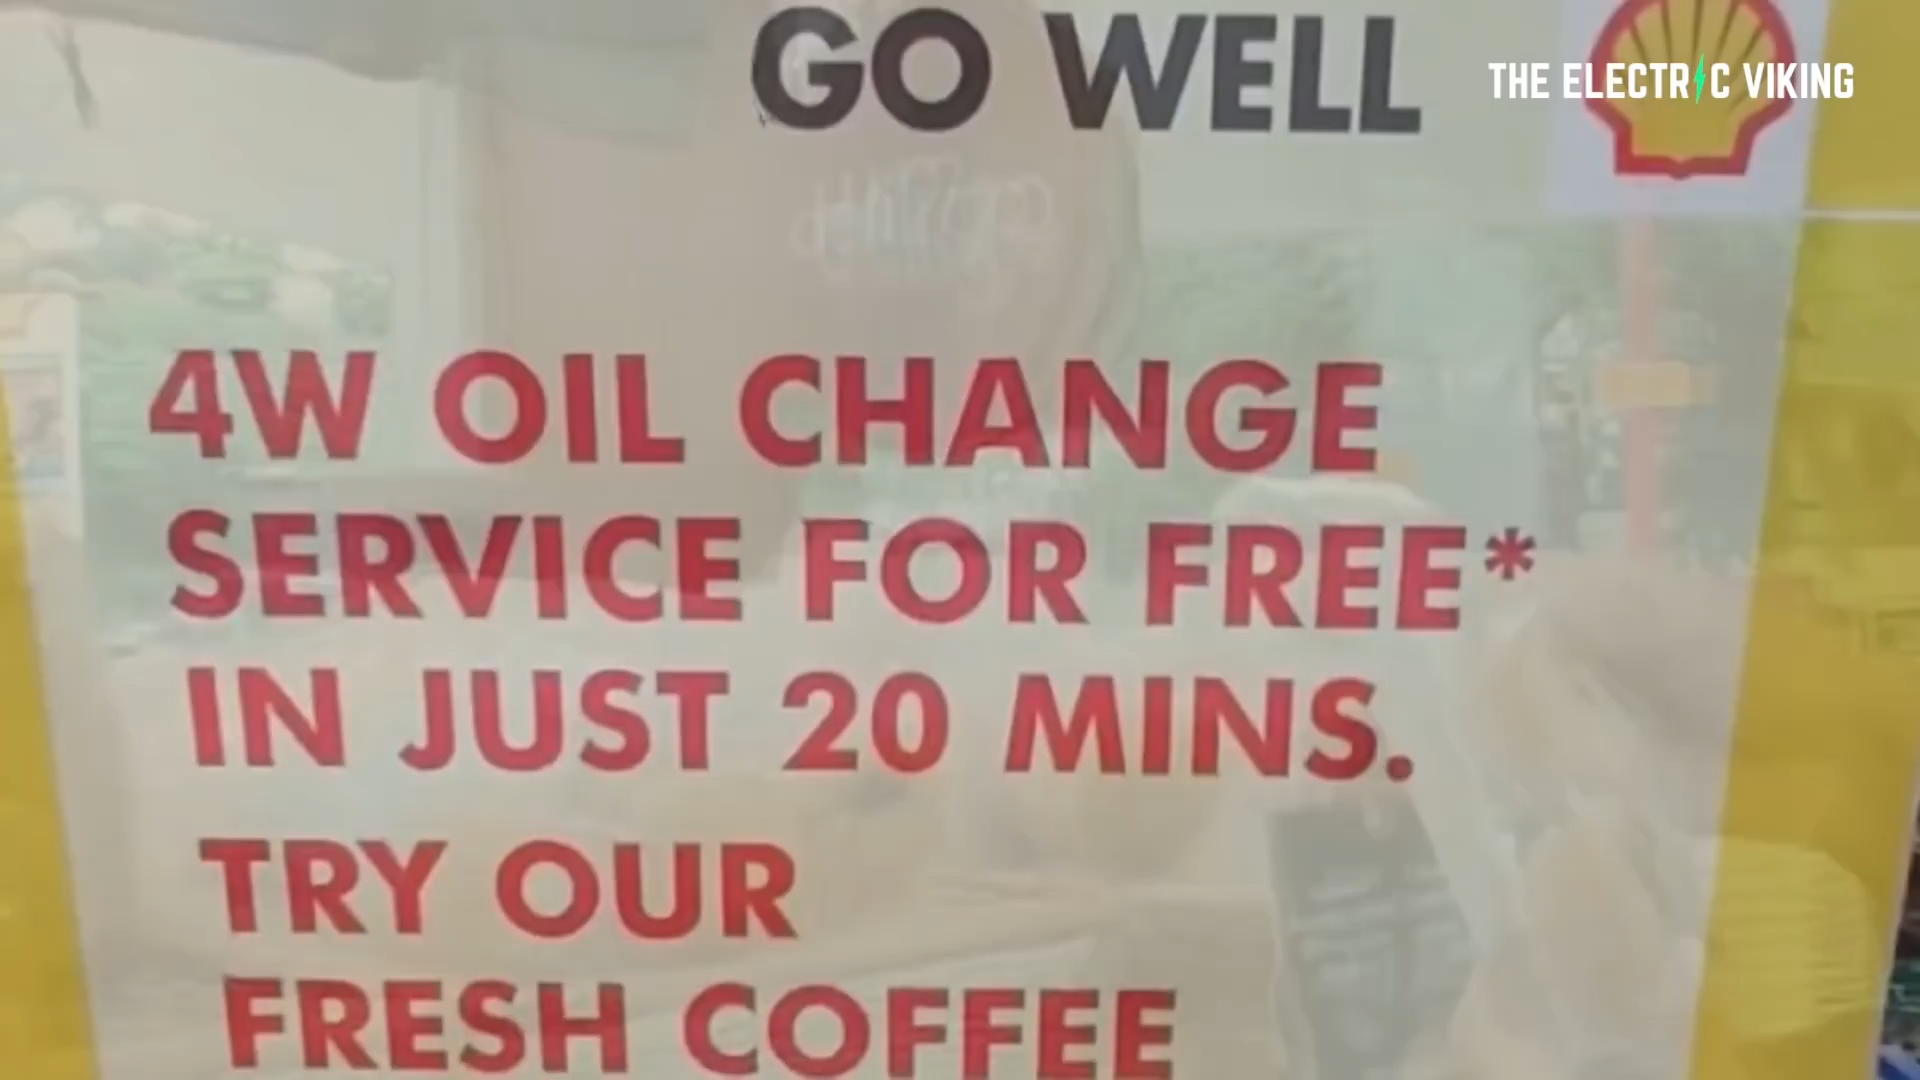 GO WELL
THE ELECTRIC VIKING
4W OIL CHANGE
SERVICE FOR FREE*
IN JUST 20 MINS.
TRY OUR
FRESH COFFEE